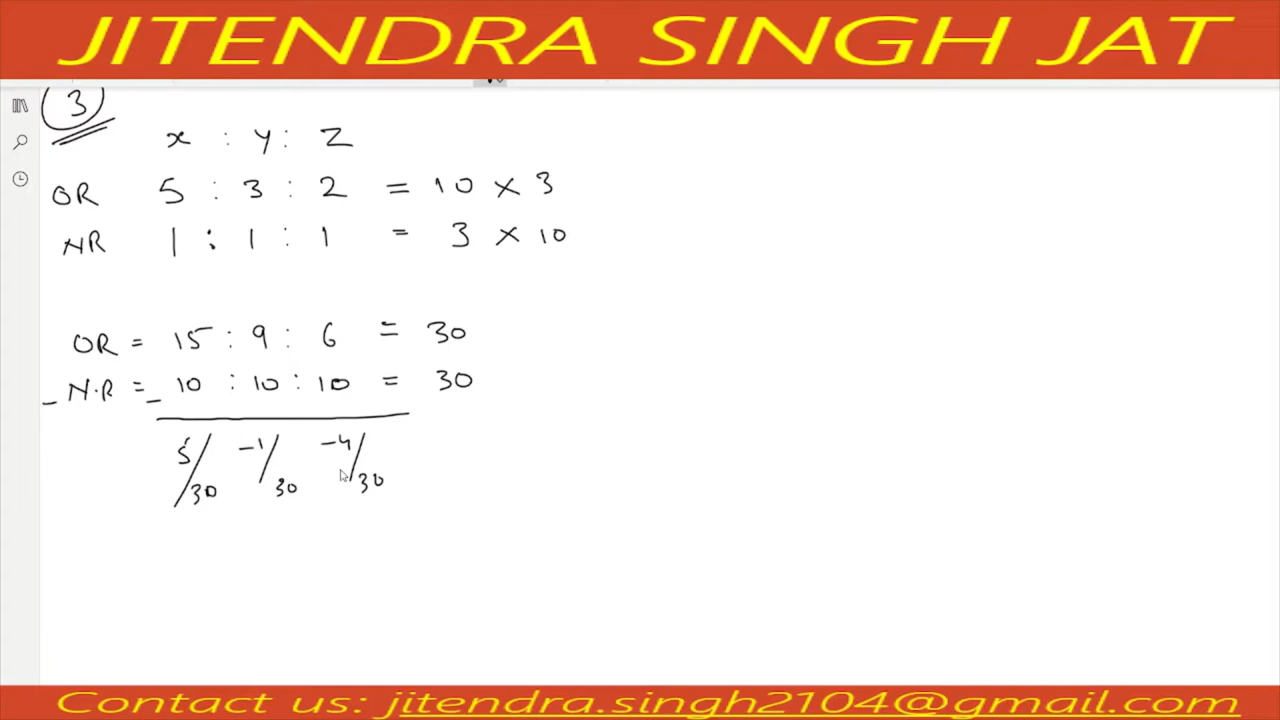 JITENDRA SINGH JAT
3
x : y : Z
OR 5 : 3 : 2 = 10 × 3
NR 1 : 1 : 1 = 3 × 10
OR = 15 : 9 : 6 = 30
- N.R = - 10 : 10 : 10 = 30
5/30 -1/30 -4/30
Contact us: jitendra.singh2104@gmail.com